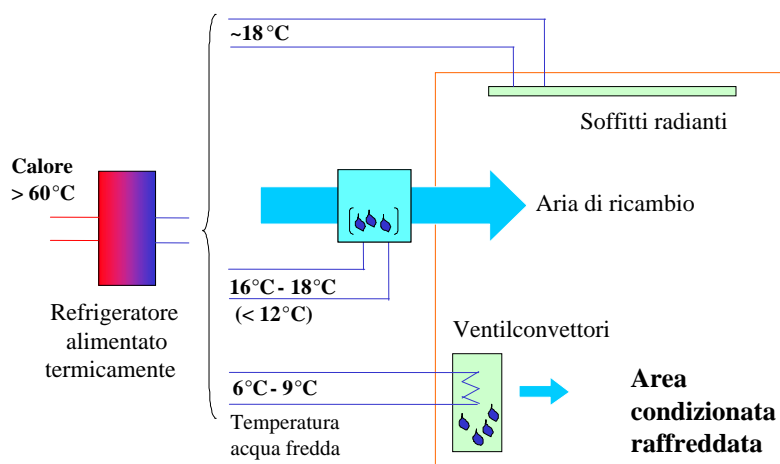 ~18°C
Soffitti radianti
Calore
> 60°C
Aria di ricambio
16°C - 18°C
(< 12°C)
Refrigeratore
alimentato
termicamente
Ventilconvettori
6°C - 9°C
Temperatura
acqua fredda
Area
condizionata
raffreddata